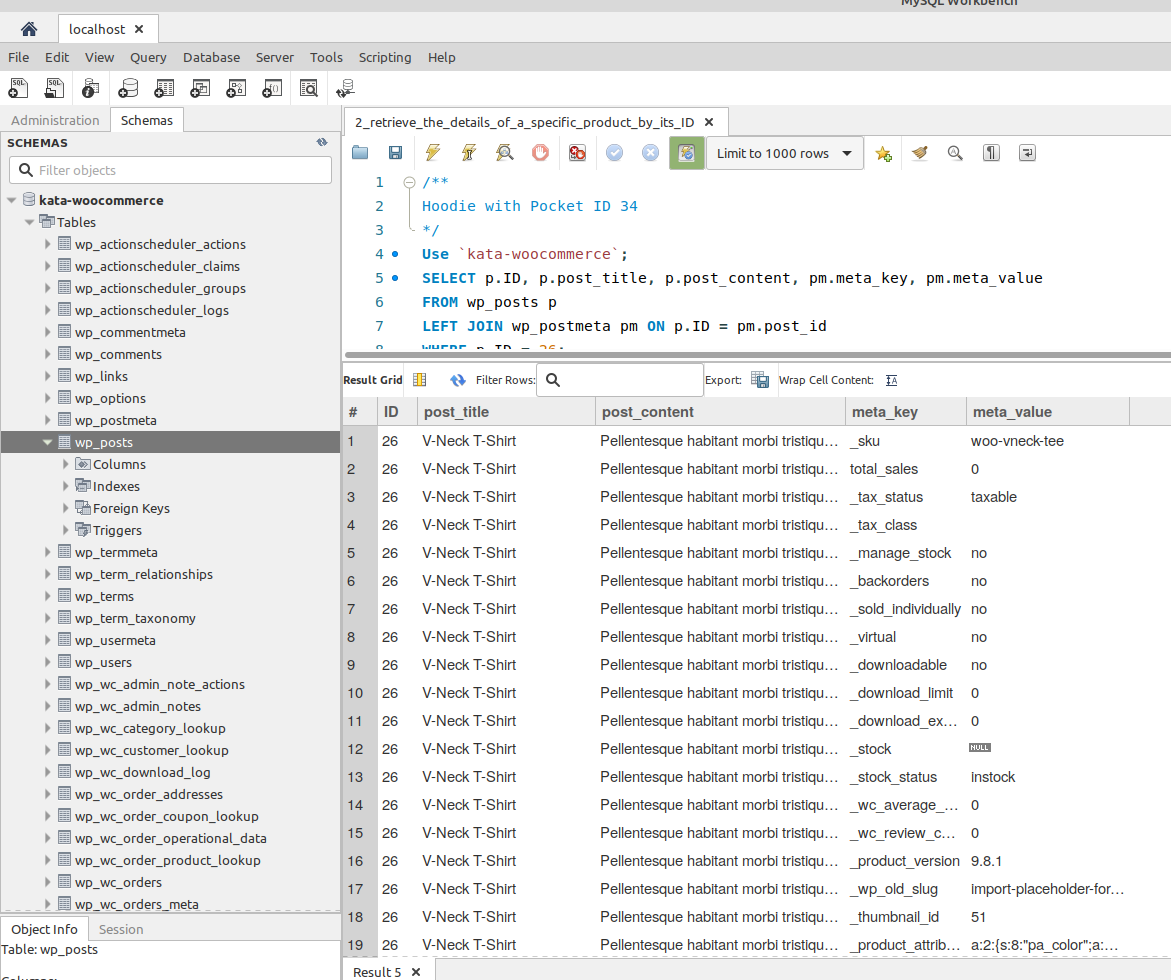 MySQL Workbench
localhost
File Edit View Query Database Server Tools Scripting Help
Administration Schemas
SCHEMAS
Filter objects
kata-woocommerce
Tables
wp_actionscheduler_actions
wp_actionscheduler_claims
wp_actionscheduler_groups
wp_actionscheduler_logs
wp_commentmeta
wp_comments
wp_links
wp_options
wp_postmeta
wp_posts
Columns
Indexes
Foreign Keys
Triggers
wp_termmeta
wp_term_relationships
wp_terms
wp_term_taxonomy
wp_usermeta
wp_users
wp_wc_admin_note_actions
wp_wc_admin_notes
wp_wc_category_lookup
wp_wc_customer_lookup
wp_wc_download_log
wp_wc_order_addresses
wp_wc_order_coupon_lookup
wp_wc_order_operational_data
wp_wc_order_product_lookup
wp_wc_orders
wp_wc_orders_meta
Object Info Session
Table: wp_posts
Columns:
2_retrieve_the_details_of_a_specific_product_by_its_ID
Limit to 1000 rows
1 /**
2 Hoodie with Pocket ID 34
3 */
4 Use `kata-woocommerce`;
5 SELECT p.ID, p.post_title, p.post_content, pm.meta_key, pm.meta_value
6 FROM wp_posts p
7 LEFT JOIN wp_postmeta pm ON p.ID = pm.post_id
8 WHERE p.ID = 26;
Result Grid Filter Rows: Export: Wrap Cell Content:
# ID post_title post_content meta_key meta_value
1 26 V-Neck T-Shirt Pellentesque habitant morbi tristiqu… _sku woo-vneck-tee
2 26 V-Neck T-Shirt Pellentesque habitant morbi tristiqu… total_sales 0
3 26 V-Neck T-Shirt Pellentesque habitant morbi tristiqu… _tax_status taxable
4 26 V-Neck T-Shirt Pellentesque habitant morbi tristiqu… _tax_class
5 26 V-Neck T-Shirt Pellentesque habitant morbi tristiqu… _manage_stock no
6 26 V-Neck T-Shirt Pellentesque habitant morbi tristiqu… _backorders no
7 26 V-Neck T-Shirt Pellentesque habitant morbi tristiqu… _sold_individually no
8 26 V-Neck T-Shirt Pellentesque habitant morbi tristiqu… _virtual no
9 26 V-Neck T-Shirt Pellentesque habitant morbi tristiqu… _downloadable no
10 26 V-Neck T-Shirt Pellentesque habitant morbi tristiqu… _download_limit 0
11 26 V-Neck T-Shirt Pellentesque habitant morbi tristiqu… _download_ex… 0
12 26 V-Neck T-Shirt Pellentesque habitant morbi tristiqu… _stock NULL
13 26 V-Neck T-Shirt Pellentesque habitant morbi tristiqu… _stock_status instock
14 26 V-Neck T-Shirt Pellentesque habitant morbi tristiqu… _wc_average_… 0
15 26 V-Neck T-Shirt Pellentesque habitant morbi tristiqu… _wc_review_c… 0
16 26 V-Neck T-Shirt Pellentesque habitant morbi tristiqu… _product_version 9.8.1
17 26 V-Neck T-Shirt Pellentesque habitant morbi tristiqu… _wp_old_slug import-placeholder-for…
18 26 V-Neck T-Shirt Pellentesque habitant morbi tristiqu… _thumbnail_id 51
19 26 V-Neck T-Shirt Pellentesque habitant morbi tristiqu… _product_attrib… a:2:{s:8:"pa_color";a:…
Result 5